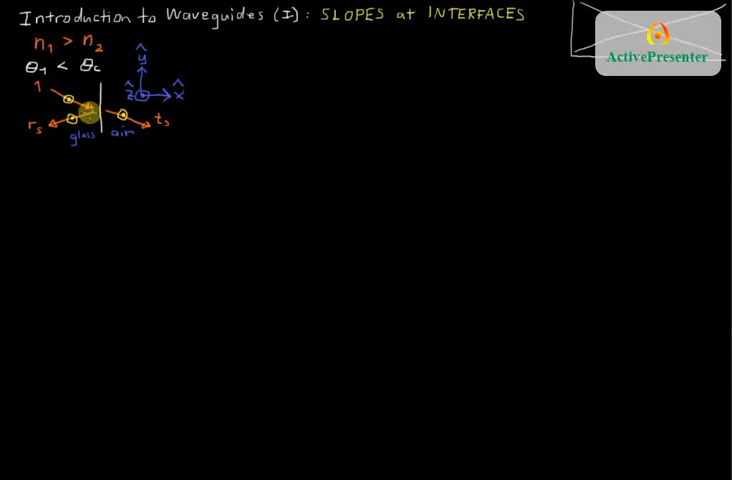 Introduction to Waveguides (I): SLOPES at INTERFACES
n₁ > n₂
θ₁ < θc
ŷ
ẑ x̂
1
rs ts
glass air
ActivePresenter